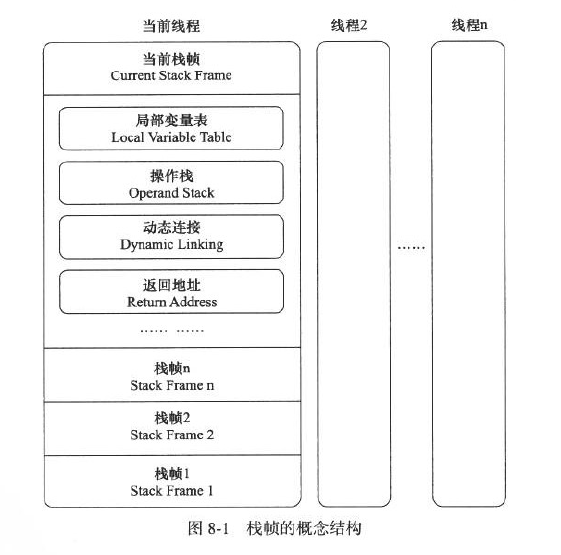 当前线程
线程2
线程n
当前栈帧
Current Stack Frame
局部变量表
Local Variable Table
操作栈
Operand Stack
动态连接
Dynamic Linking
返回地址
Return Address
…… ……
……
栈帧n
Stack Frame n
栈帧2
Stack Frame 2
栈帧1
Stack Frame 1
图 8-1 栈帧的概念结构